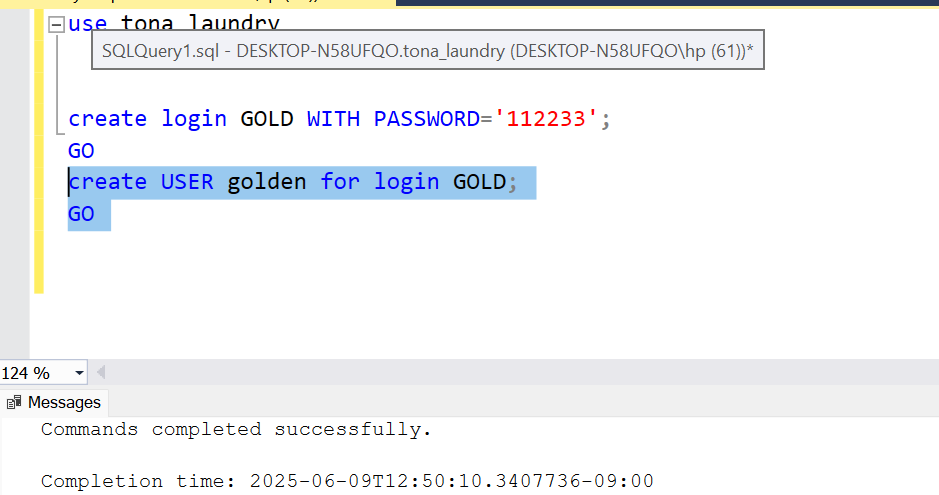 use tona_laundry
SQLQuery1.sql - DESKTOP-N58UFQO.tona_laundry (DESKTOP-N58UFQO\hp (61))*
create login GOLD WITH PASSWORD='112233';
GO
create USER golden for login GOLD;
GO
124 %
Messages
Commands completed successfully.
Completion time: 2025-06-09T12:50:10.3407736-09:00